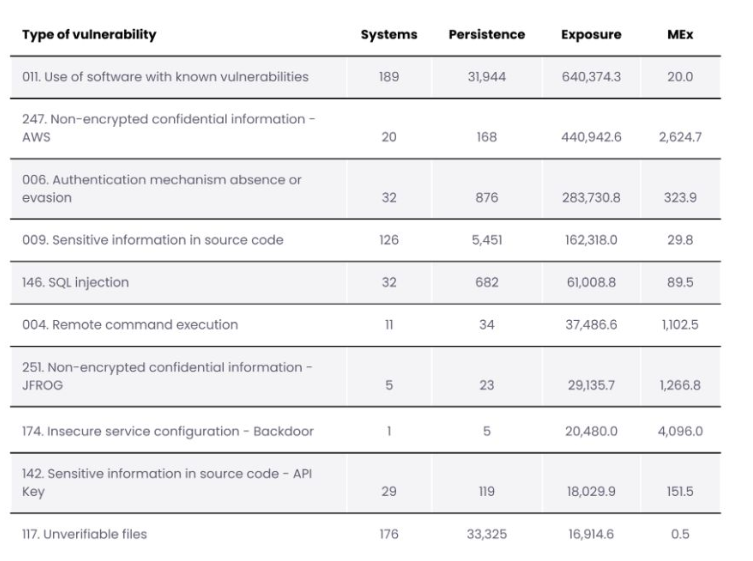 Type of vulnerability Systems Persistence Exposure MEx
011. Use of software with known vulnerabilities 189 31,944 640,374.3 20.0
247. Non-encrypted confidential information -
AWS 20 168 440,942.6 2,624.7
006. Authentication mechanism absence or
evasion 32 876 283,730.8 323.9
009. Sensitive information in source code 126 5,451 162,318.0 29.8
146. SQL injection 32 682 61,008.8 89.5
004. Remote command execution 11 34 37,486.6 1,102.5
251. Non-encrypted confidential information -
JFROG 5 23 29,135.7 1,266.8
174. Insecure service configuration - Backdoor 1 5 20,480.0 4,096.0
142. Sensitive information in source code - API
Key 29 119 18,029.9 151.5
117. Unverifiable files 176 33,325 16,914.6 0.5